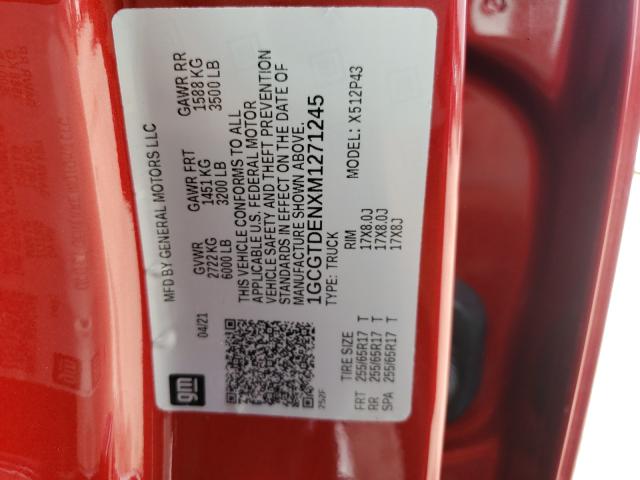 gm
04/21
MFD BY GENERAL MOTORS LLC
GVWR GAWR FRT GAWR RR
2722 KG 1451 KG 1588 KG
6000 LB 3200 LB 3500 LB
THIS VEHICLE CONFORMS TO ALL
APPLICABLE U.S. FEDERAL MOTOR
VEHICLE SAFETY AND THEFT PREVENTION
STANDARDS IN EFFECT ON THE DATE OF
MANUFACTURE SHOWN ABOVE.
1GCGTDENXM1271245
TYPE: TRUCK MODEL: X512P43
252F
TIRE SIZE RIM
FRT 255/65R17 T 17X8.0J
RR 255/65R17 T 17X8.0J
SPA 255/65R17 T 17X8J